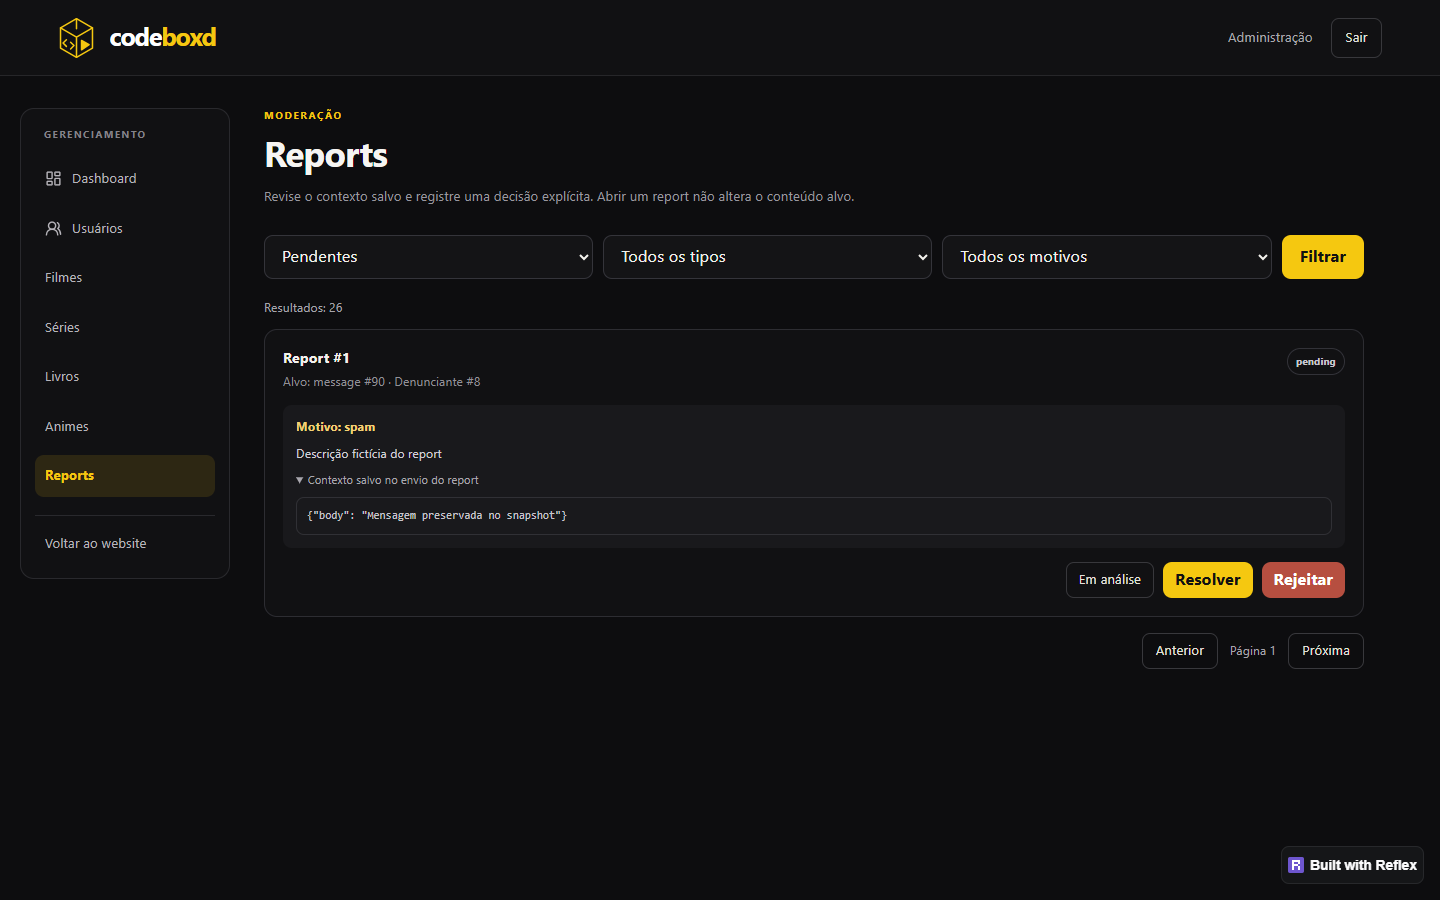 codeboxd
Administração
Sair
GERENCIAMENTO
Dashboard
Usuários
Filmes
Séries
Livros
Animes
Reports
Voltar ao website
MODERAÇÃO
Reports
Revise o contexto salvo e registre uma decisão explícita. Abrir um report não altera o conteúdo alvo.
Pendentes
Todos os tipos
Todos os motivos
Filtrar
Resultados: 26
Report #1
pending
Alvo: message #90 · Denunciante #8
Motivo: spam
Descrição fictícia do report
▼ Contexto salvo no envio do report
{"body": "Mensagem preservada no snapshot"}
Em análise
Resolver
Rejeitar
Anterior
Página 1
Próxima
R Built with Reflex